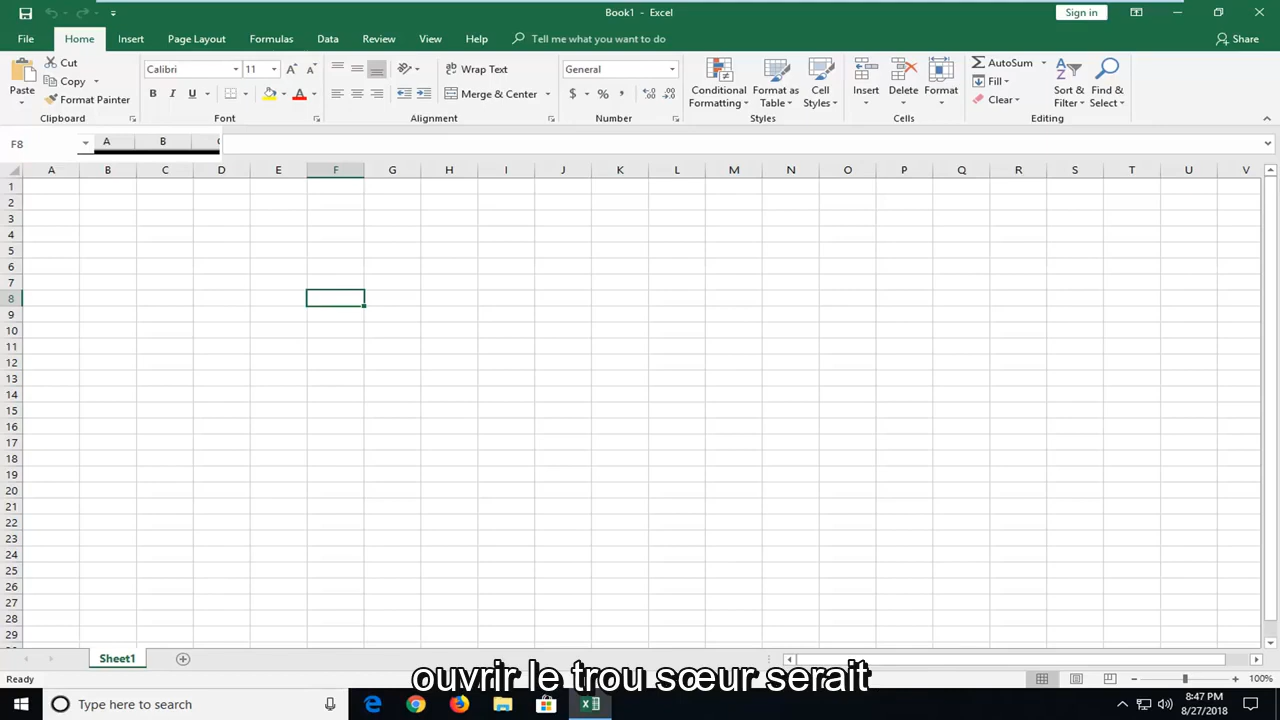 Book1 - Excel
Sign in
File Home Insert Page Layout Formulas Data Review View Help Tell me what you want to do Share
Paste
Cut
Copy
Format Painter
Clipboard
Calibri 11
B I U
Font
Wrap Text
Merge & Center
Alignment
General
$ % ,
Number
Conditional Formatting
Format as Table
Cell Styles
Styles
Insert Delete Format
Cells
AutoSum
Fill
Clear
Sort & Filter
Find & Select
Editing
F8
A B
A B C D E F G H I J K L M N O P Q R S T U V
1
2
3
4
5
6
7
8
9
10
11
12
13
14
15
16
17
18
19
20
21
22
23
24
25
26
27
28
29
Sheet1
ouvrir le trou sœur serait
Ready
100%
Type here to search
8:47 PM
8/27/2018